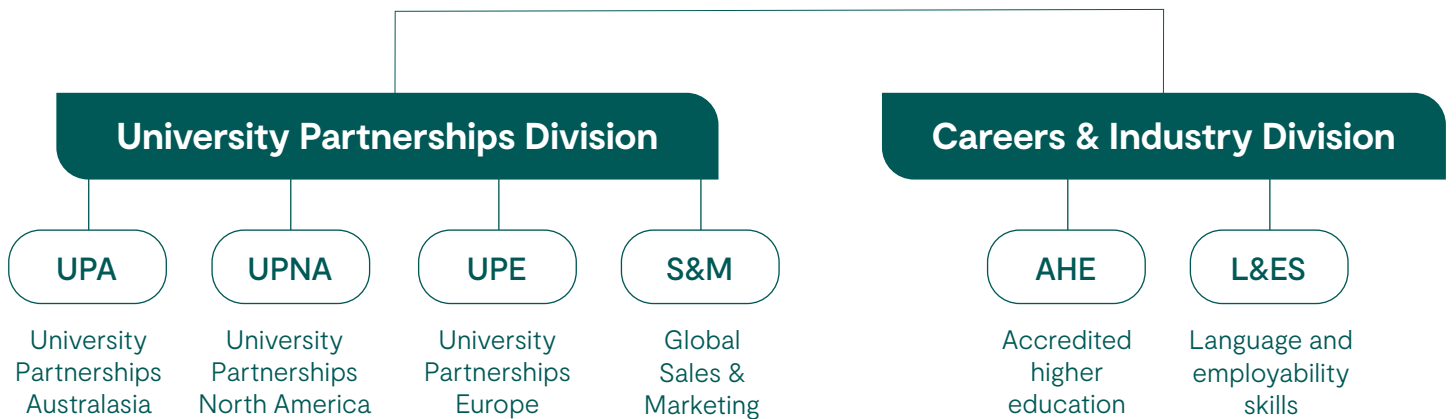 University Partnerships Division
Careers & Industry Division
UPA
UPNA
UPE
S&M
AHE
L&ES
University
Partnerships
Australasia
University
Partnerships
North America
University
Partnerships
Europe
Global
Sales &
Marketing
Accredited
higher
education
Language and
employability
skills